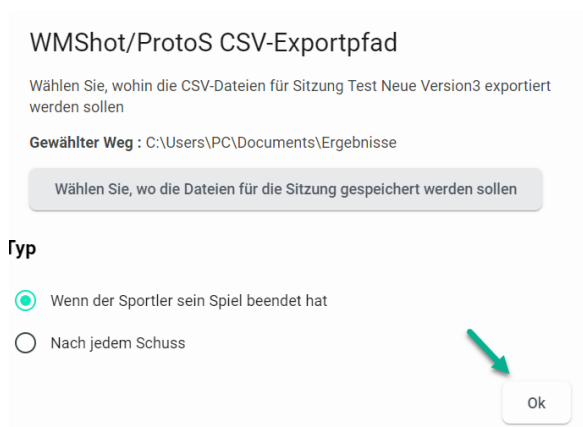 WMShot/ProtoS CSV-Exportpfad
Wählen Sie, wohin die CSV-Dateien für Sitzung Test Neue Version3 exportiert
werden sollen
Gewählter Weg : C:\Users\PC\Documents\Ergebnisse
Wählen Sie, wo die Dateien für die Sitzung gespeichert werden sollen
Typ
Wenn der Sportler sein Spiel beendet hat
Nach jedem Schuss
Ok